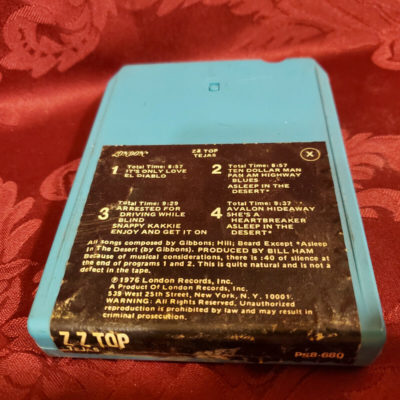 LONDON
ZZ TOP
TEJAS
X
1 Total Time: 8:57
IT'S ONLY LOVE
EL DIABLO
2 Total Time: 8:57
TEN DOLLAR MAN
PAN AM HIGHWAY
BLUES
ASLEEP IN THE
DESERT*
3 Total Time: 9:29
ARRESTED FOR
DRIVING WHILE
BLIND
SNAPPY KAKKIE
ENJOY AND GET IT ON
4 Total Time: 9:37
AVALON HIDEAWAY
SHE'S A
HEARTBREAKER
ASLEEP IN THE
DESERT*
All songs composed by Gibbons; Hill; Beard Except *Asleep
In The Desert (by Gibbons). PRODUCED BY BILL HAM
Because of musical considerations, there is :40 of silence at
the end of programs 1 and 2. This is quite natural and is not a
defect in the tape.
℗1976 London Records, Inc.
A Product Of London Records, Inc.
539 West 25th Street, New York, N. Y. 10001.
WARNING: All Rights Reserved. Unauthorized
reproduction is prohibited by law and may result in
criminal prosecution.
ZZ TOP
TEJAS
PS8-680